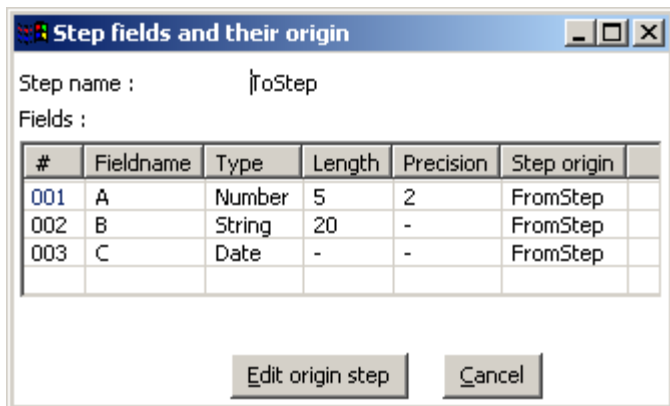 Step fields and their origin
Step name : ToStep
Fields :
# Fieldname Type Length Precision Step origin
001 A Number 5 2 FromStep
002 B String 20 - FromStep
003 C Date - - FromStep
Edit origin step Cancel